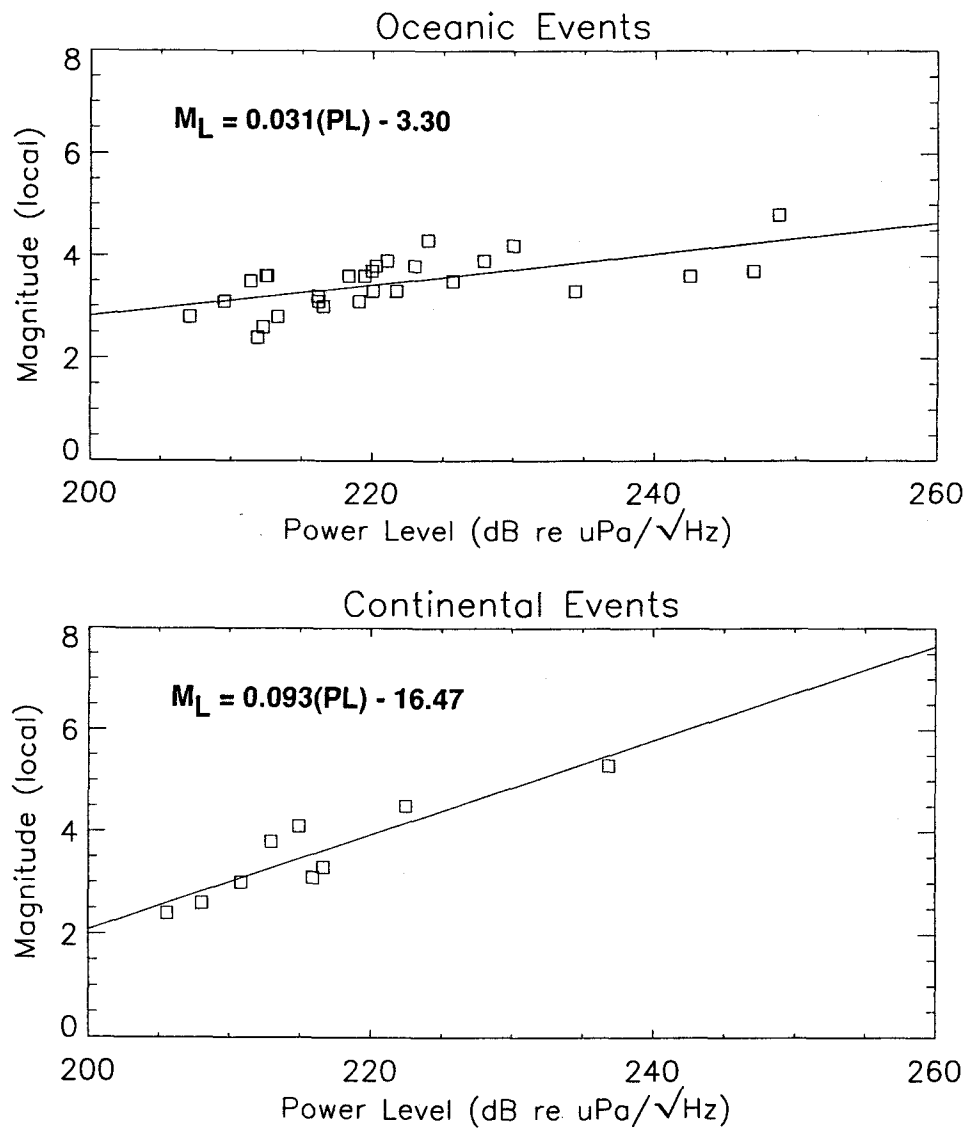 Oceanic Events
M_L = 0.031(PL) - 3.30
Magnitude (local)
8
6
4
2
0
200 220 240 260
Power Level (dB re uPa/√Hz)
Continental Events
M_L = 0.093(PL) - 16.47
Magnitude (local)
8
6
4
2
0
200 220 240 260
Power Level (dB re uPa/√Hz)